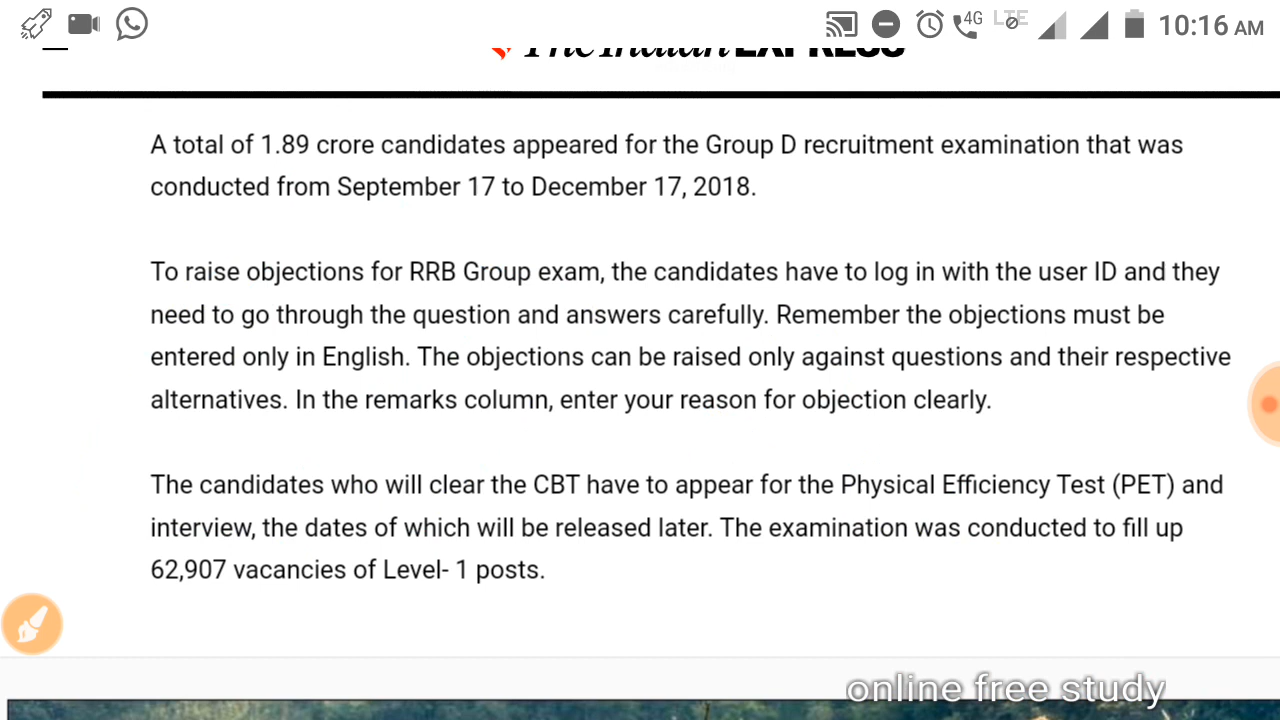 4G LTE 10:16 AM
The Indian EXPRESS
A total of 1.89 crore candidates appeared for the Group D recruitment examination that was
conducted from September 17 to December 17, 2018.
To raise objections for RRB Group exam, the candidates have to log in with the user ID and they
need to go through the question and answers carefully. Remember the objections must be
entered only in English. The objections can be raised only against questions and their respective
alternatives. In the remarks column, enter your reason for objection clearly.
The candidates who will clear the CBT have to appear for the Physical Efficiency Test (PET) and
interview, the dates of which will be released later. The examination was conducted to fill up
62,907 vacancies of Level- 1 posts.
online free study